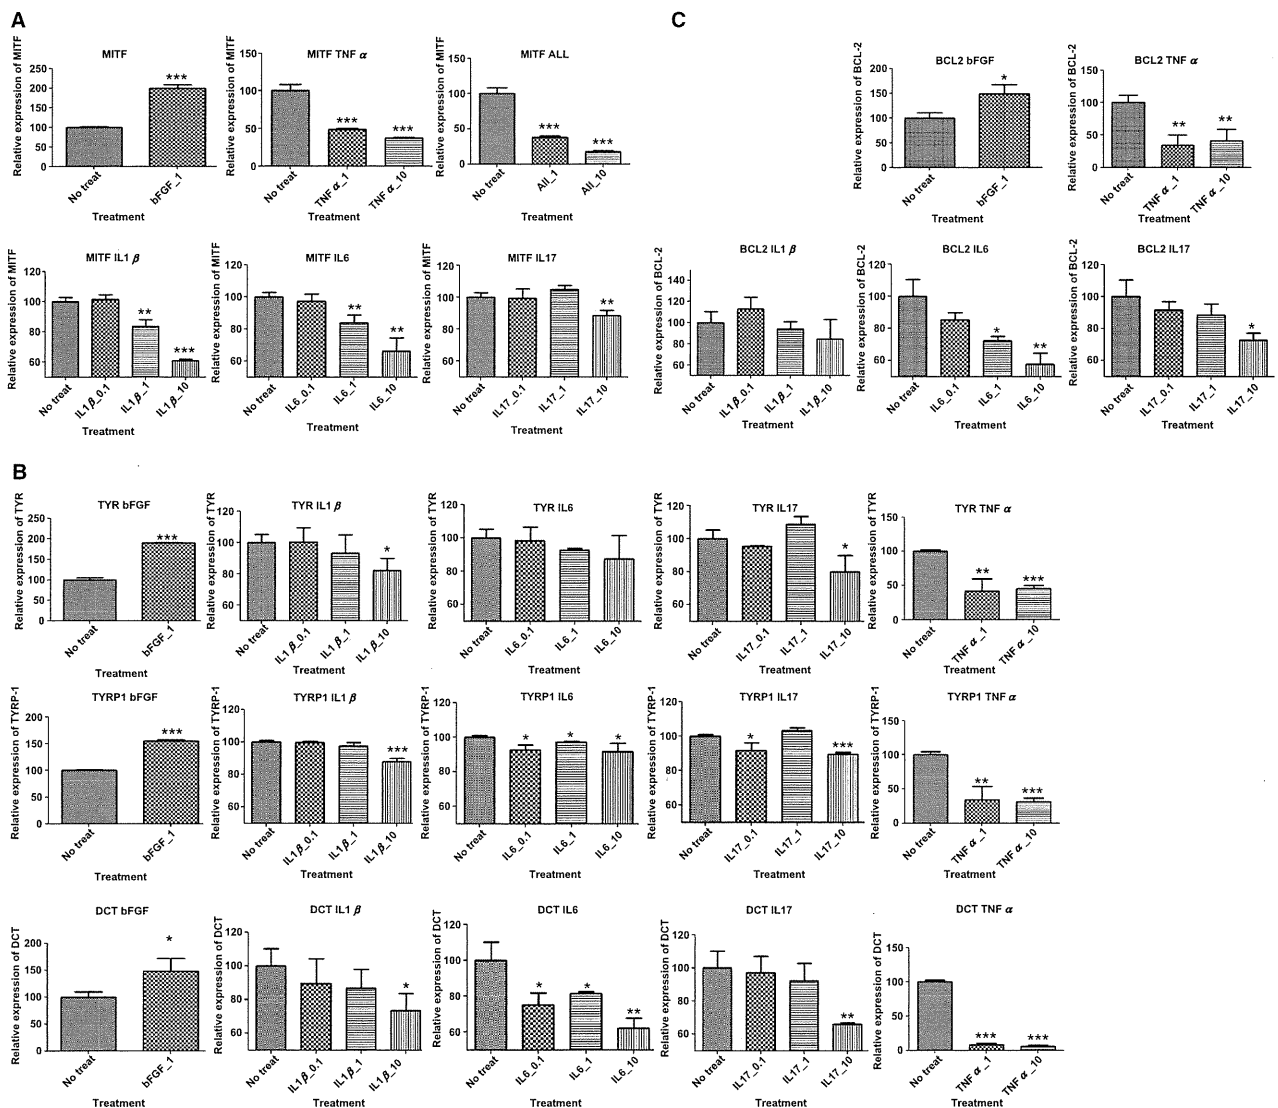 A
MITF
Relative expression of MITF
250
200
150
100
50
0
***
No treat
bFGF_1
Treatment
MITF TNF α
Relative expression of MITF
150
100
50
0
***
***
No treat
TNF α_1
TNF α_10
Treatment
MITF ALL
Relative expression of MITF
150
100
50
0
***
***
No treat
All_1
All_10
Treatment
MITF IL1 β
Relative expression of MITF
120
100
80
60
**
***
No treat
IL1 β_0.1
IL1 β_1
IL1 β_10
Treatment
MITF IL6
Relative expression of MITF
120
100
80
60
**
**
No treat
IL6_0.1
IL6_1
IL6_10
Treatment
MITF IL17
Relative expression of MITF
120
100
80
60
**
No treat
IL17_0.1
IL17_1
IL17_10
Treatment
C
BCL2 bFGF
Relative expression of BCL-2
200
150
100
50
0
*
No treat
bFGF_1
Treatment
BCL2 TNF α
Relative expression of BCL-2
150
100
50
0
**
**
No treat
TNF α_1
TNF α_10
Treatment
BCL2 IL1 β
Relative expression of BCL-2
140
120
100
80
60
No treat
IL1 β_0.1
IL1 β_1
IL1 β_10
Treatment
BCL2 IL6
Relative expression of BCL-2
120
100
80
60
*
**
No treat
IL6_0.1
IL6_1
IL6_10
Treatment
BCL2 IL17
Relative expression of BCL-2
120
100
80
60
*
No treat
IL17_0.1
IL17_1
IL17_10
Treatment
B
TYR bFGF
Relative expression of TYR
250
200
150
100
50
0
***
No treat
bFGF_1
Treatment
TYR IL1 β
Relative expression of TYR
120
100
80
60
*
No treat
IL1 β_0.1
IL1 β_1
IL1 β_10
Treatment
TYR IL6
Relative expression of TYR
120
100
80
60
No treat
IL6_0.1
IL6_1
IL6_10
Treatment
TYR IL17
Relative expression of TYR
120
100
80
60
*
No treat
IL17_0.1
IL17_1
IL17_10
Treatment
TYR TNF α
Relative expression of TYR
150
100
50
0
**
***
No treat
TNF α_1
TNF α_10
Treatment
TYRP1 bFGF
Relative expression of TYRP-1
200
150
100
50
0
***
No treat
bFGF_1
Treatment
TYRP1 IL1 β
Relative expression of TYRP-1
120
100
80
60
***
No treat
IL1 β_0.1
IL1 β_1
IL1 β_10
Treatment
TYRP1 IL6
Relative expression of TYRP-1
120
100
80
60
*
*
*
No treat
IL6_0.1
IL6_1
IL6_10
Treatment
TYRP1 IL17
Relative expression of TYRP-1
120
100
80
60
*
***
No treat
IL17_0.1
IL17_1
IL17_10
Treatment
TYRP1 TNF α
Relative expression of TYRP-1
150
100
50
0
**
***
No treat
TNF α_1
TNF α_10
Treatment
DCT bFGF
Relative expression of DCT
200
150
100
50
0
*
No treat
bFGF_1
Treatment
DCT IL1 β
Relative expression of DCT
120
100
80
60
*
No treat
IL1 β_0.1
IL1 β_1
IL1 β_10
Treatment
DCT IL6
Relative expression of DCT
120
100
80
60
*
*
**
No treat
IL6_0.1
IL6_1
IL6_10
Treatment
DCT IL17
Relative expression of DCT
120
100
80
60
**
No treat
IL17_0.1
IL17_1
IL17_10
Treatment
DCT TNF α
Relative expression of DCT
150
100
50
0
***
***
No treat
TNF α_1
TNF α_10
Treatment